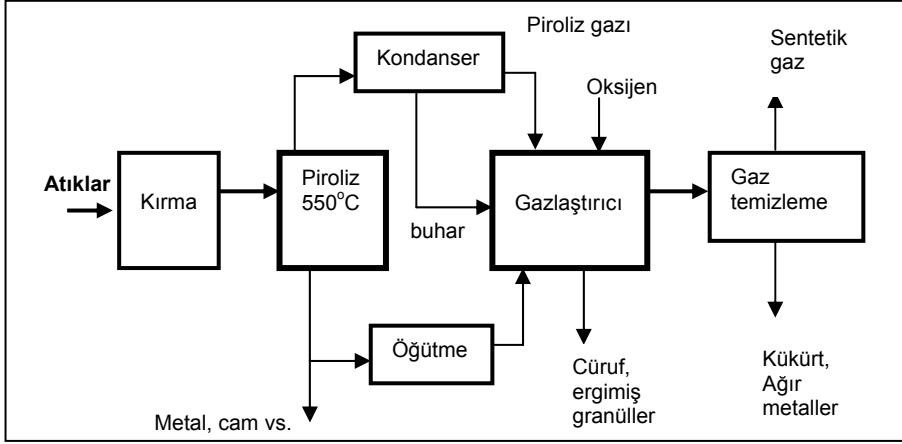 Piroliz gazı
Kondanser
Sentetik
gaz
Oksijen
Atıklar
Kırma
Piroliz
550°C
buhar
Gazlaştırıcı
Gaz
temizleme
Öğütme
Metal, cam vs.
Cüruf,
ergimiş
granüller
Kükürt,
Ağır
metaller